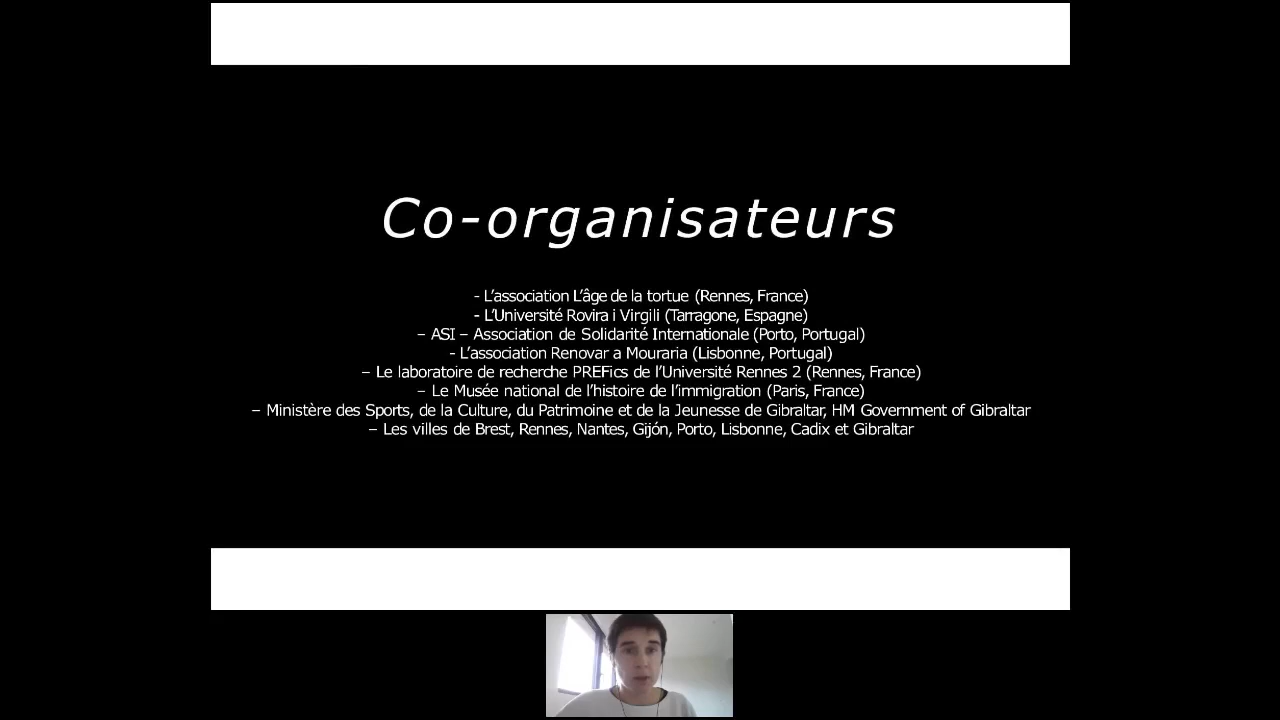 Co-organisateurs
- L’association L’âge de la tortue (Rennes, France)
- L’Université Rovira i Virgili (Tarragone, Espagne)
– ASI – Association de Solidarité Internationale (Porto, Portugal)
- L’association Renovar a Mouraria (Lisbonne, Portugal)
– Le laboratoire de recherche PREFics de l’Université Rennes 2 (Rennes, France)
– Le Musée national de l’histoire de l’immigration (Paris, France)
– Ministère des Sports, de la Culture, du Patrimoine et de la Jeunesse de Gibraltar, HM Government of Gibraltar
– Les villes de Brest, Rennes, Nantes, Gijón, Porto, Lisbonne, Cadix et Gibraltar